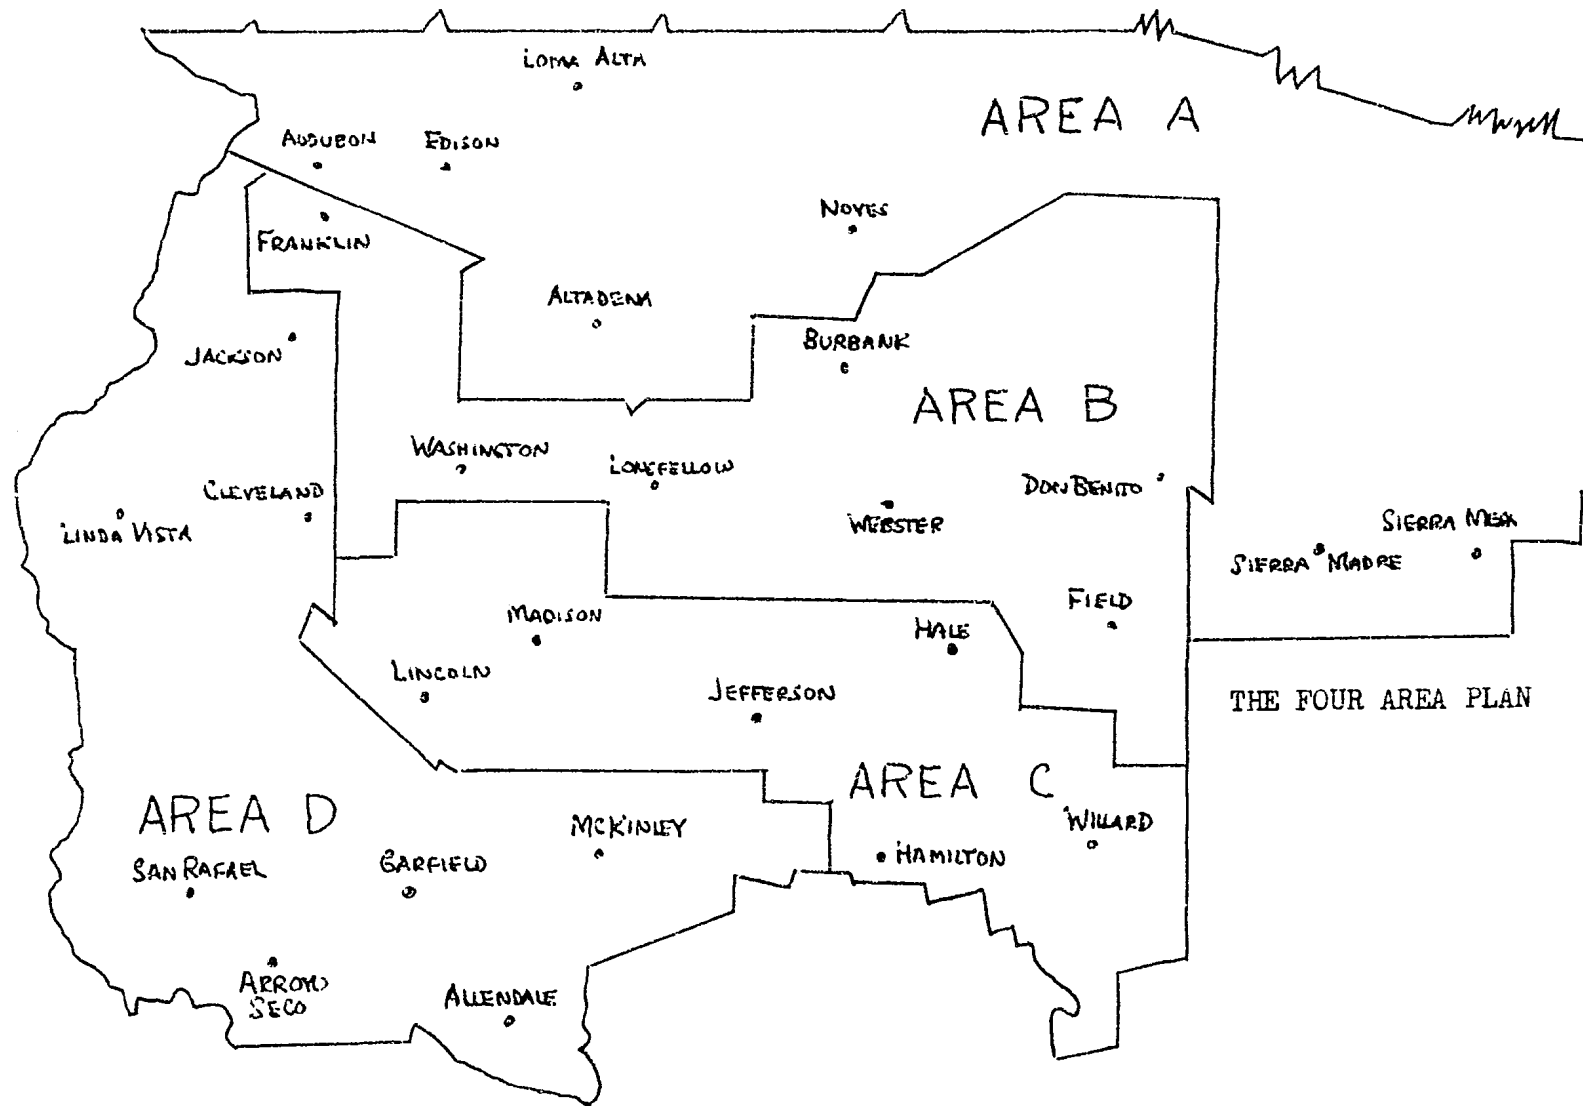 LOMA ALTA
AREA A
AUDUBON
EDISON
NOYES
FRANKLIN
ALTADENA
BURBANK
JACKSON
AREA B
WASHINGTON
LONGFELLOW
DON BENITO
CLEVELAND
LINDA VISTA
WEBSTER
SIERRA MESA
SIERRA MADRE
FIELD
MADISON
HALE
LINCOLN
JEFFERSON
THE FOUR AREA PLAN
AREA C
AREA D
WILLARD
MCKINLEY
SAN RAFAEL
GARFIELD
HAMILTON
ARROYO
SECO
ALLENDALE